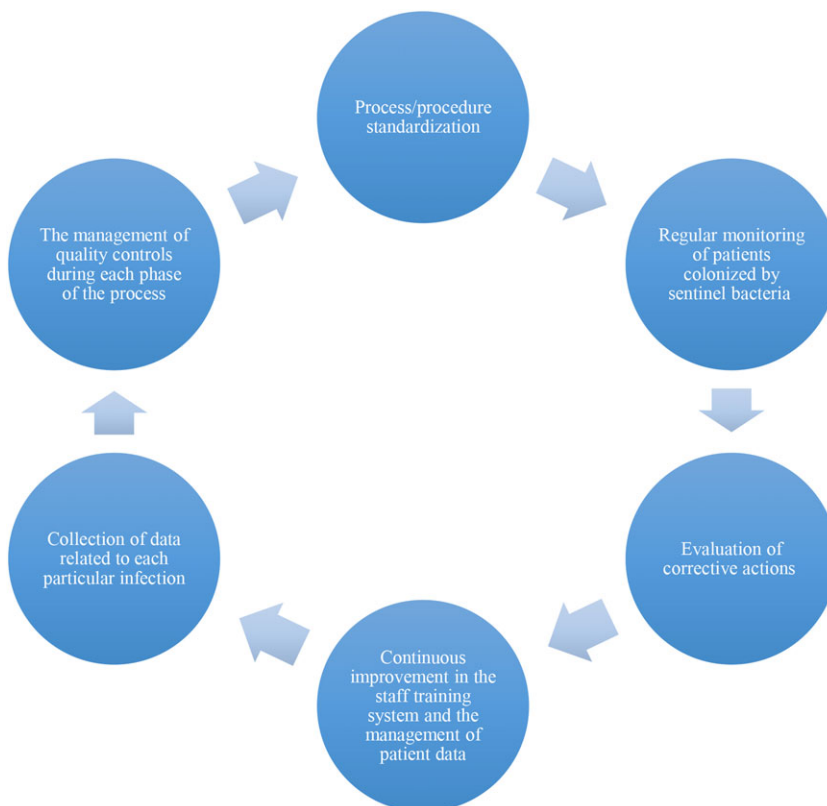 Process/procedure
standardization
Regular monitoring
of patients
colonized by
sentinel bacteria
Evaluation of
corrective actions
Continuous
improvement in the
staff training
system and the
management of
patient data
Collection of data
related to each
particular infection
The management of
quality controls
during each phase
of the process